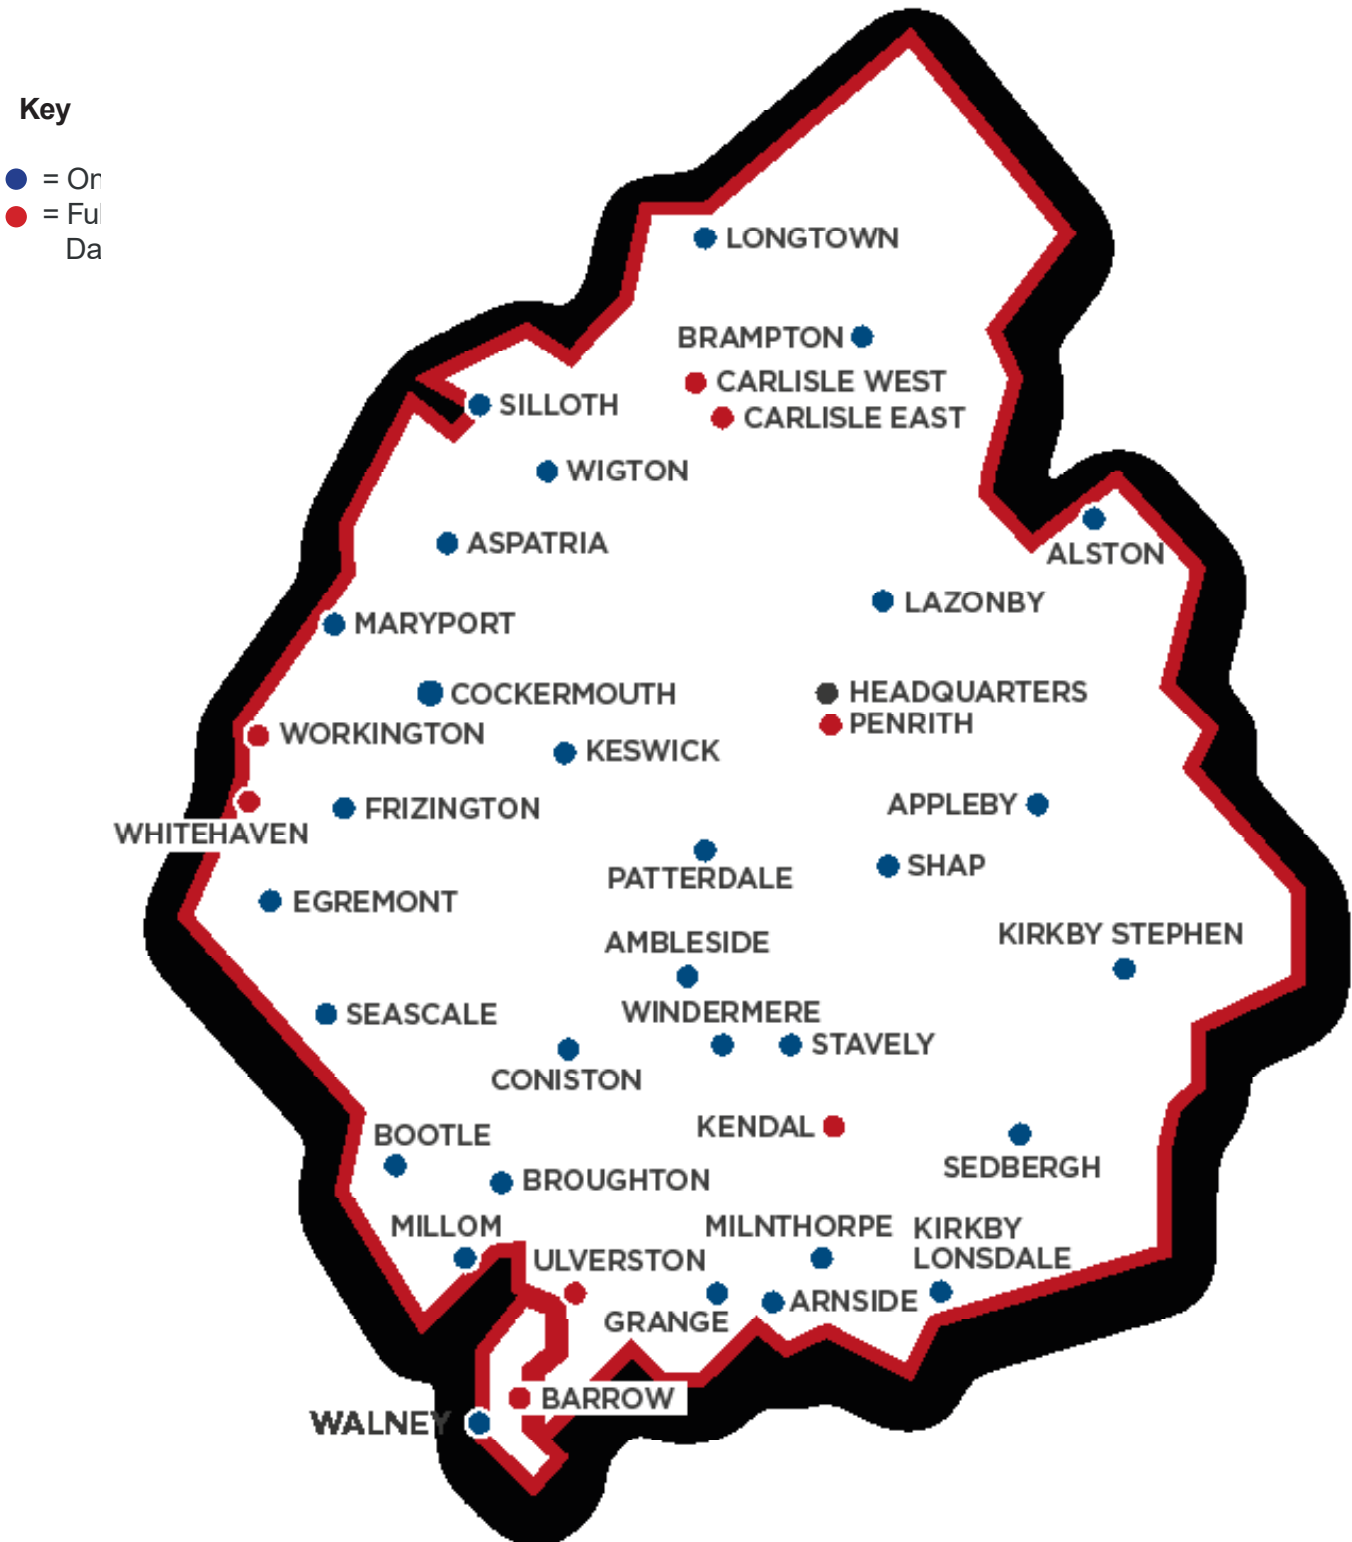 Key
= On
= Ful
Da
LONGTOWN
BRAMPTON
CARLISLE WEST
CARLISLE EAST
SILLOTH
WIGTON
ASPATRIA
ALSTON
LAZONBY
MARYPORT
COCKERMOUTH
HEADQUARTERS
PENRITH
WORKINGTON
KESWICK
FRIZINGTON
APPLEBY
WHITEHAVEN
PATTERDALE
SHAP
EGREMONT
KIRKBY STEPHEN
AMBLESIDE
WINDERMERE
SEASCALE
STAVELY
CONISTON
KENDAL
BOOTLE
SEDBERGH
BROUGHTON
MILLOM
MILNTHORPE
KIRKBY
LONSDALE
ULVERSTON
ARNSIDE
GRANGE
BARROW
WALNEY